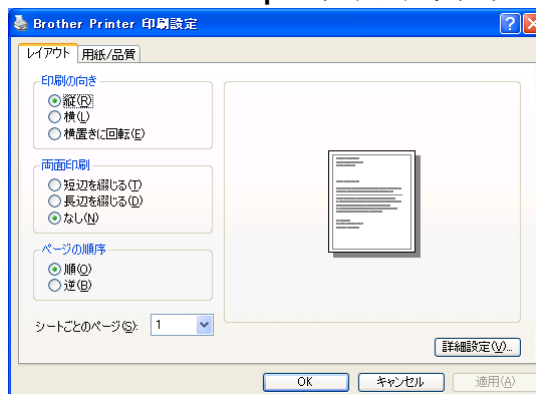 Brother Printer 印刷設定
レイアウト 用紙/品質
印刷の向き
縦(R)
横(L)
横置きに回転(E)
両面印刷
短辺を綴じる(T)
長辺を綴じる(D)
なし(N)
ページの順序
順(Q)
逆(B)
シートごとのページ(S): 1
詳細設定(V)...
OK キャンセル 適用(A)